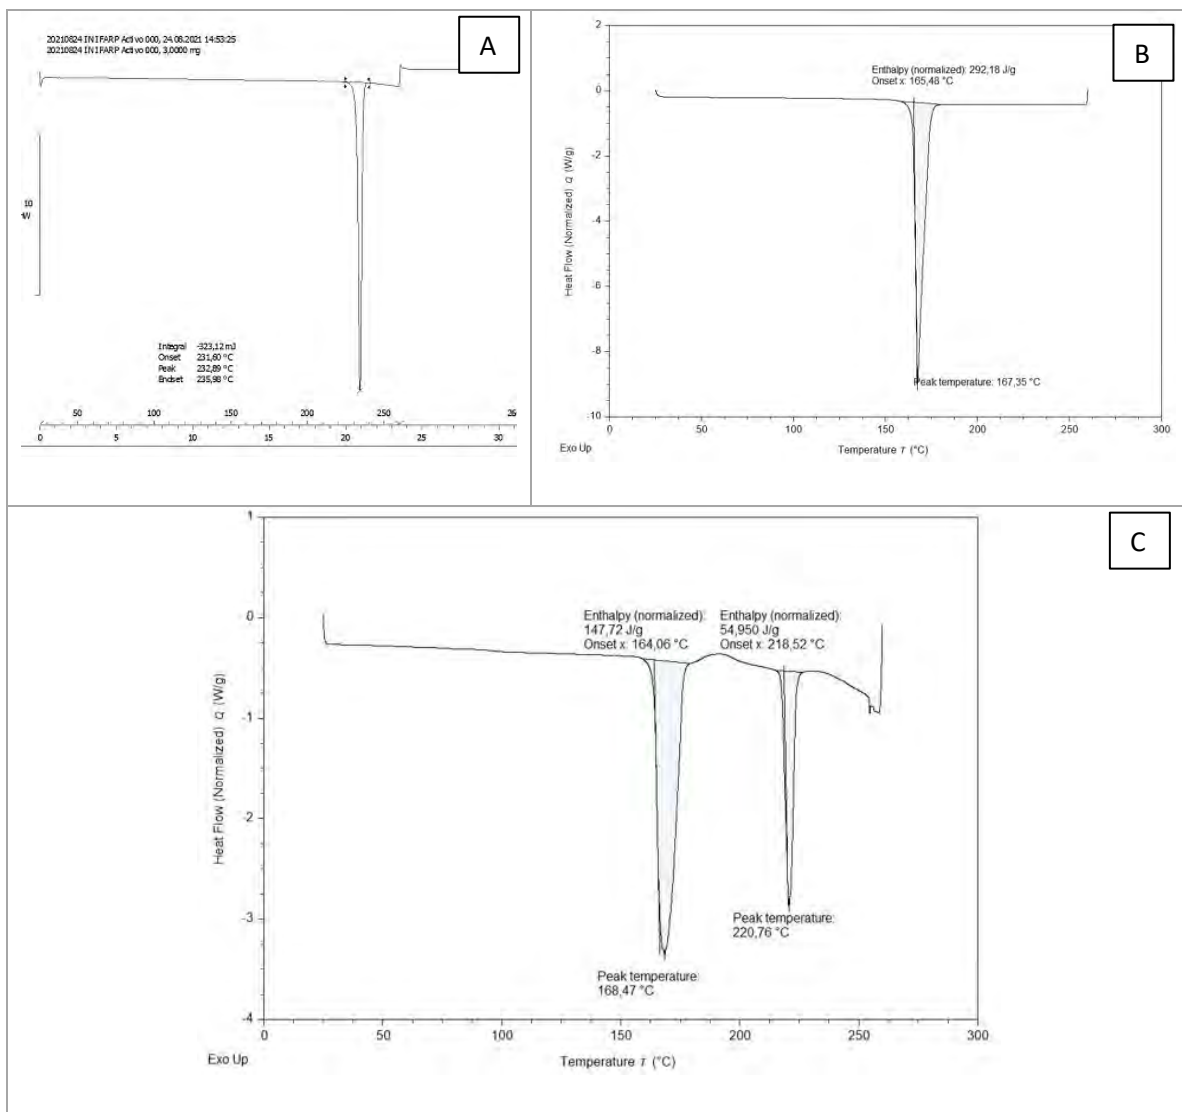 20210824 INIFARP Activo 000, 24.08.2021 14:53:25
20210824 INIFARP Activo 000, 3,0000 mg
A
10
Integral -323,12 mJ
Onset 231,60 °C
Peak 232,89 °C
Endset 235,98 °C
50 100 150 200 250
0 5 10 15 20 25 30
B
Enthalpy (normalized): 292,18 J/g
Onset x: 165,48 °C
Peak temperature: 167,35 °C
Heat Flow (Normalized) Q (W/g)
2
0
-2
-4
-6
-8
-10
0 50 100 150 200 250 300
Exo Up
Temperature T (°C)
C
Enthalpy (normalized):
147,72 J/g
Onset x: 164,06 °C
Enthalpy (normalized):
54,950 J/g
Onset x: 218,52 °C
Peak temperature:
168,47 °C
Peak temperature:
220,76 °C
Heat Flow (Normalized) Q (W/g)
1
0
-1
-2
-3
-4
0 50 100 150 200 250 300
Exo Up
Temperature T (°C)